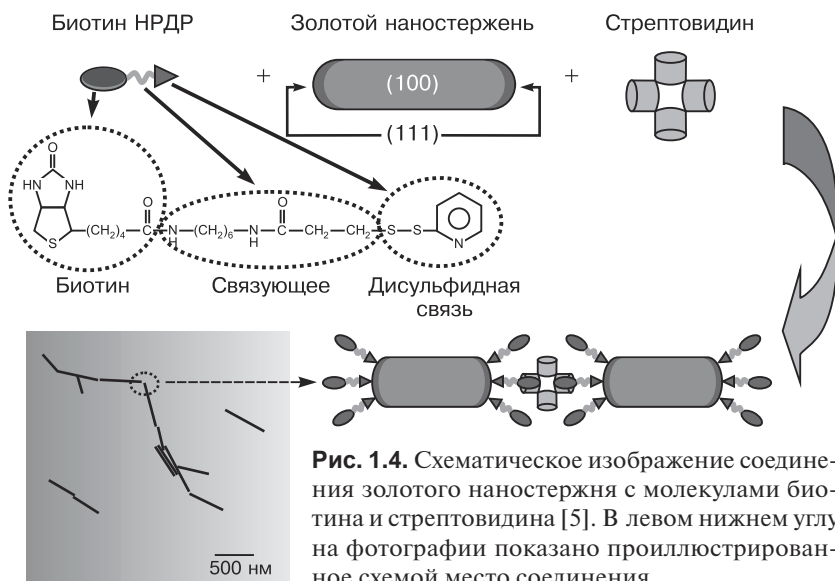 Биотин НРДР
Золотой наностержень
Стрептовидин
+
+
(100)
(111)
O
HN NH
S
(CH₂)₄—C—N—(CH₂)₆—N—C—CH₂—CH₂—S—S
O
H
H
O
N
Биотин
Связующее
Дисульфидная
связь
500 нм
Рис. 1.4. Схематическое изображение соедине-
ния золотого наностержня с молекулами био-
тина и стрептовидина [5]. В левом нижнем углу
на фотографии показано проиллюстрирован-
ное схемой место соединения